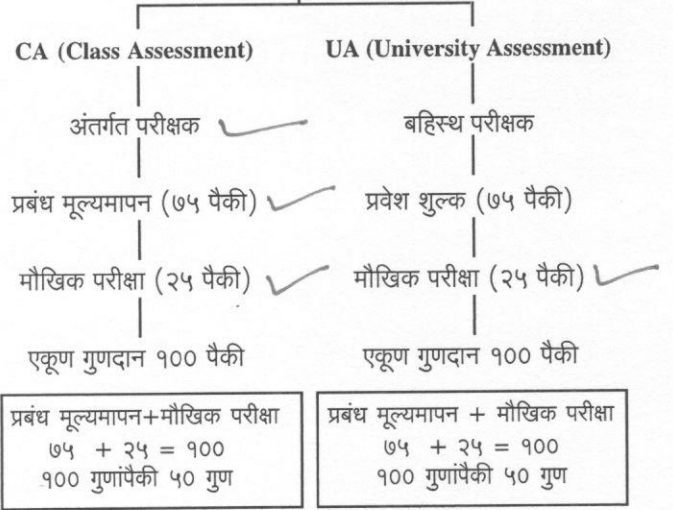 CA (Class Assessment)
अंतर्गत परीक्षक
प्रबंध मूल्यमापन (७५ पैकी)
मौखिक परीक्षा (२५ पैकी)
एकूण गुणदान १०० पैकी
प्रबंध मूल्यमापन+मौखिक परीक्षा
७५ + २५ = १००
१०० गुणांपैकी ५० गुण
UA (University Assessment)
बहिस्थ परीक्षक
प्रवेश शुल्क (७५ पैकी)
मौखिक परीक्षा (२५ पैकी)
एकूण गुणदान १०० पैकी
प्रबंध मूल्यमापन + मौखिक परीक्षा
७५ + २५ = १००
१०० गुणांपैकी ५० गुण